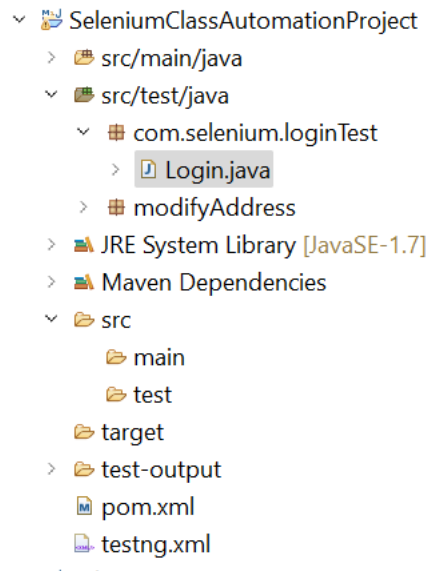 SeleniumClassAutomationProject
src/main/java
src/test/java
com.selenium.loginTest
Login.java
modifyAddress
JRE System Library [JavaSE-1.7]
Maven Dependencies
src
main
test
target
test-output
pom.xml
testng.xml